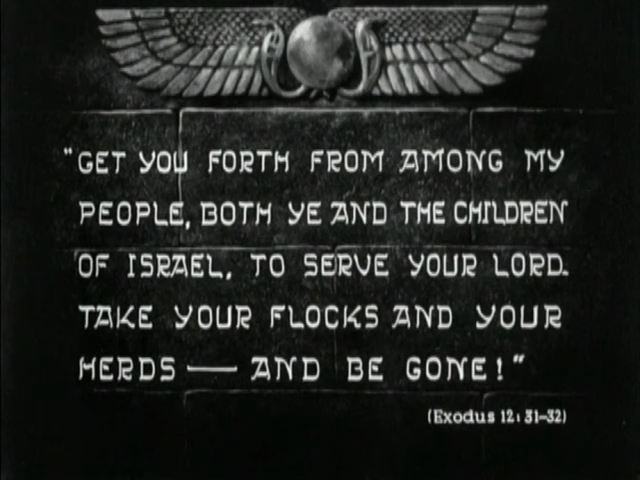 "GET YOU FORTH FROM AMONG MY
PEOPLE, BOTH YE AND THE CHILDREN
OF ISRAEL, TO SERVE YOUR LORD.
TAKE YOUR FLOCKS AND YOUR
HERDS — AND BE GONE!"
(Exodus 12:31-32)